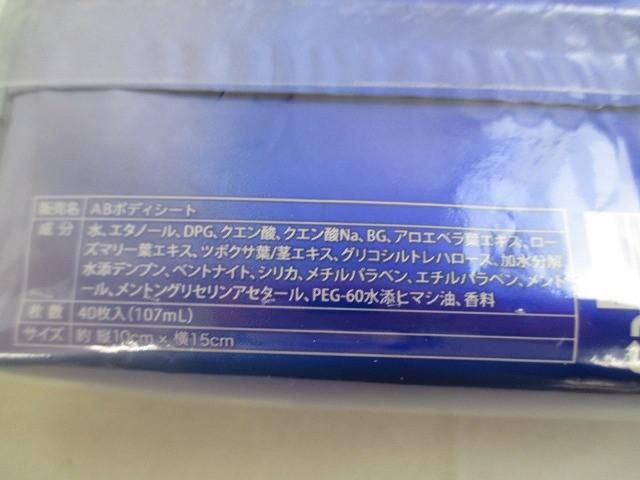 販売名 ABボディシート
成分 水、エタノール、DPG、クエン酸、クエン酸Na、BG、アロエベラ葉エキス、ロー
ズマリー葉エキス、ツボクサ葉/茎エキス、グリコシルトレハロース、加水分解
水添デンプン、ベントナイト、シリカ、メチルパラベン、エチルパラベン、メント
ール、メントングリセリンアセタール、PEG-60水添ヒマシ油、香料
枚数 40枚入(107mL)
サイズ 約 縦10cm × 横15cm